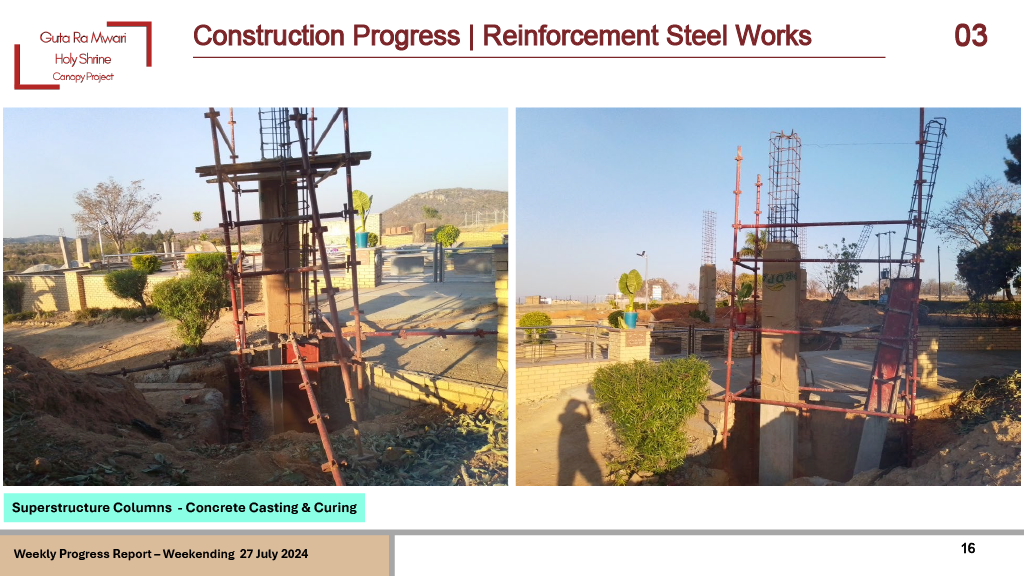 Guta Ra Mwari
Holy Shrine
Canopy Project
Construction Progress | Reinforcement Steel Works
03
Superstructure Columns - Concrete Casting & Curing
Weekly Progress Report – Weekending 27 July 2024
16